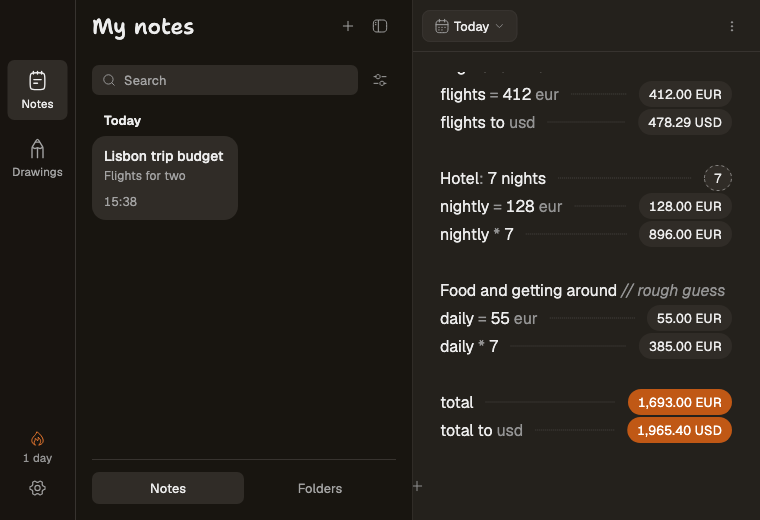 My notes
Today
Notes
Search
Today
Drawings
Lisbon trip budget
Flights for two
15:38
flights = 412 eur 412.00 EUR
flights to usd 478.29 USD
Hotel: 7 nights 7
nightly = 128 eur 128.00 EUR
nightly * 7 896.00 EUR
Food and getting around // rough guess
daily = 55 eur 55.00 EUR
daily * 7 385.00 EUR
total 1,693.00 EUR
total to usd 1,965.40 USD
1 day
Notes
Folders